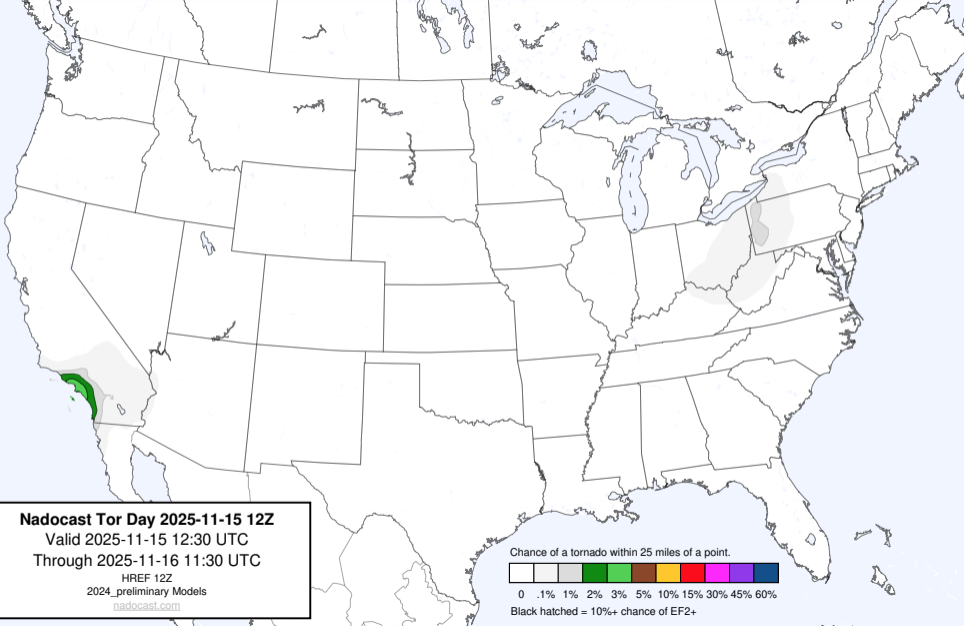 Nadocast Tor Day 2025-11-15 12Z
Valid 2025-11-15 12:30 UTC
Through 2025-11-16 11:30 UTC
HREF 12Z
2024_preliminary Models
nadocast.com
Chance of a tornado within 25 miles of a point.
0 .1% 1% 2% 3% 5% 10% 15% 30% 45% 60%
Black hatched = 10%+ chance of EF2+